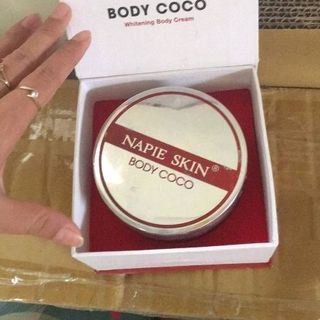 BODY COCO
Whitening Body Cream
NAPIE SKIN®
BODY COCO